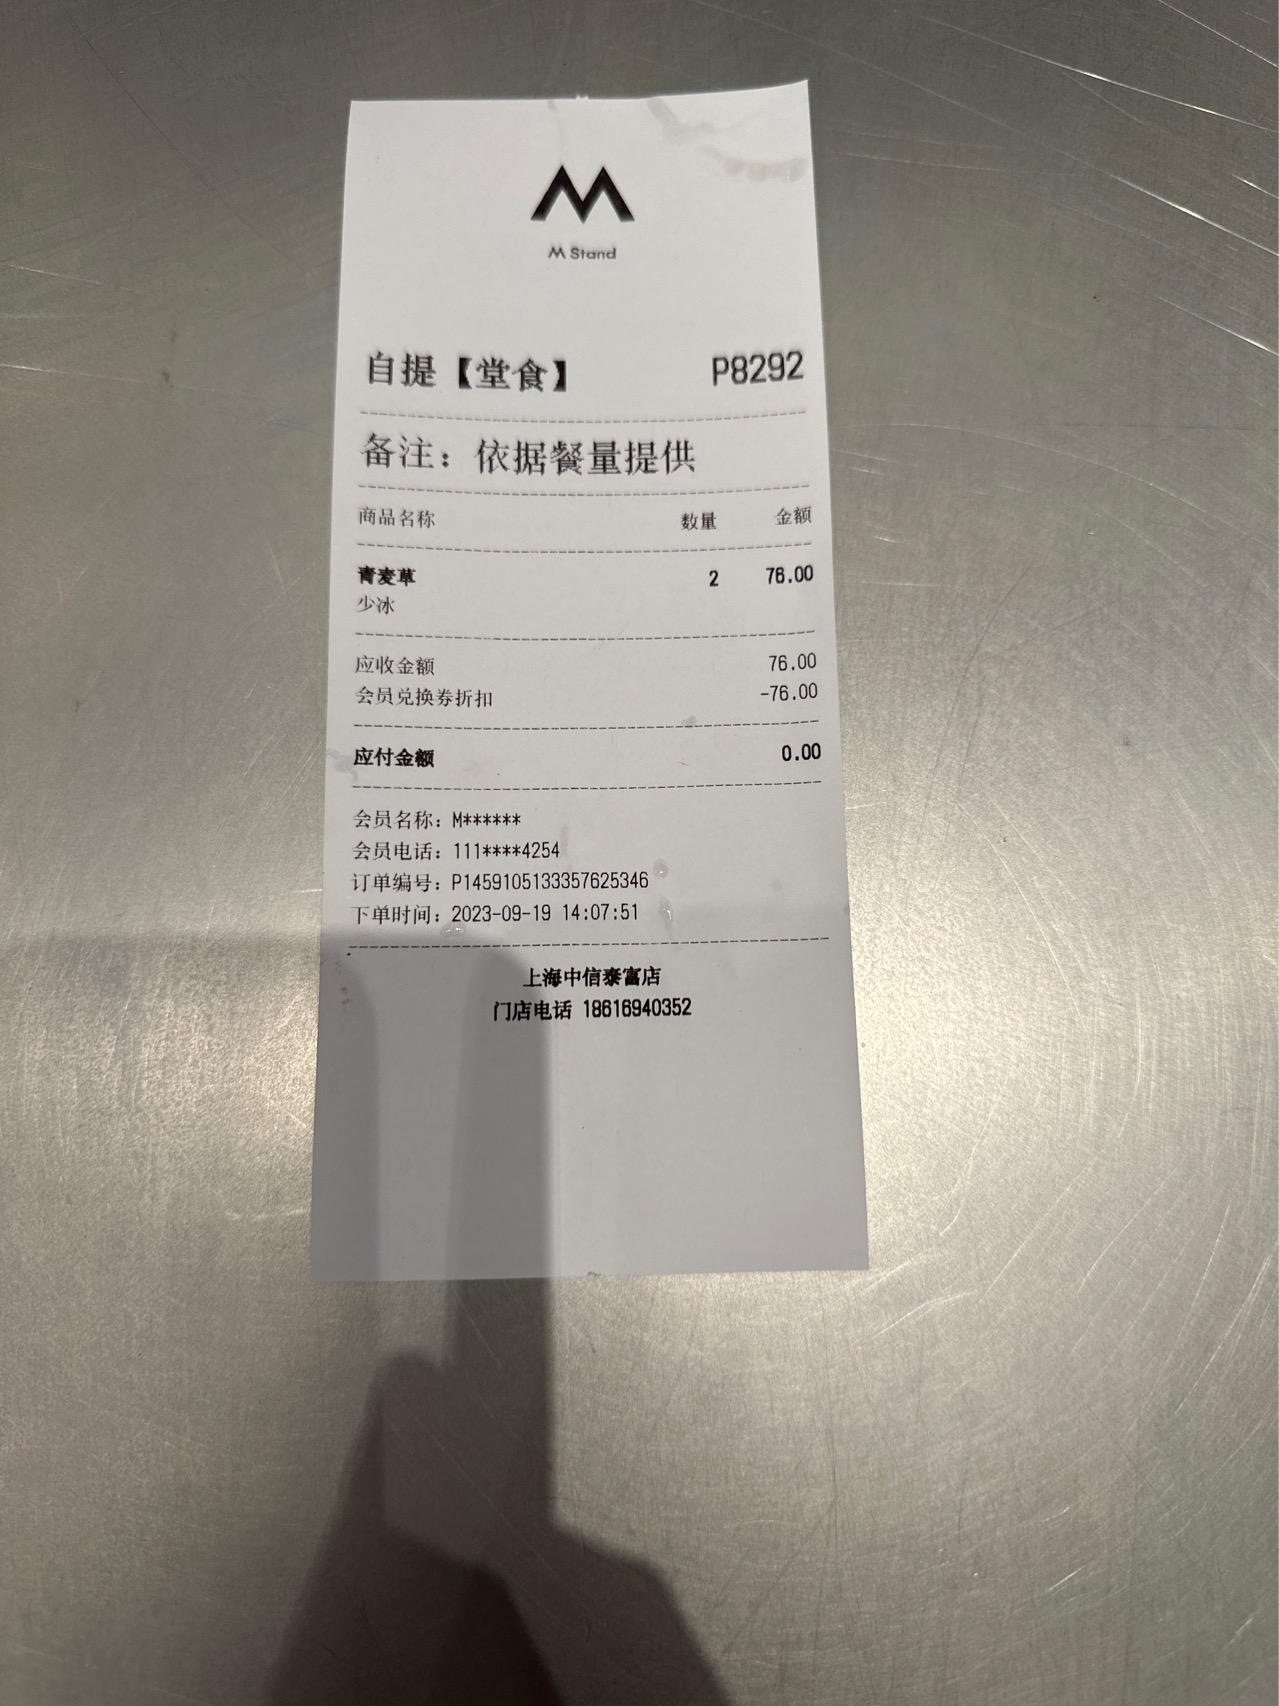 M Stand
自提【堂食】 P8292
备注：依据餐量提供
商品名称 数量 金额
青麦草 2 76.00
少冰
应收金额 76.00
会员兑换券折扣 -76.00
应付金额 0.00
会员名称：M******
会员电话：111****4254
订单编号：P1459105133357625346
下单时间：2023-09-19 14:07:51
上海中信泰富店
门店电话 18616940352